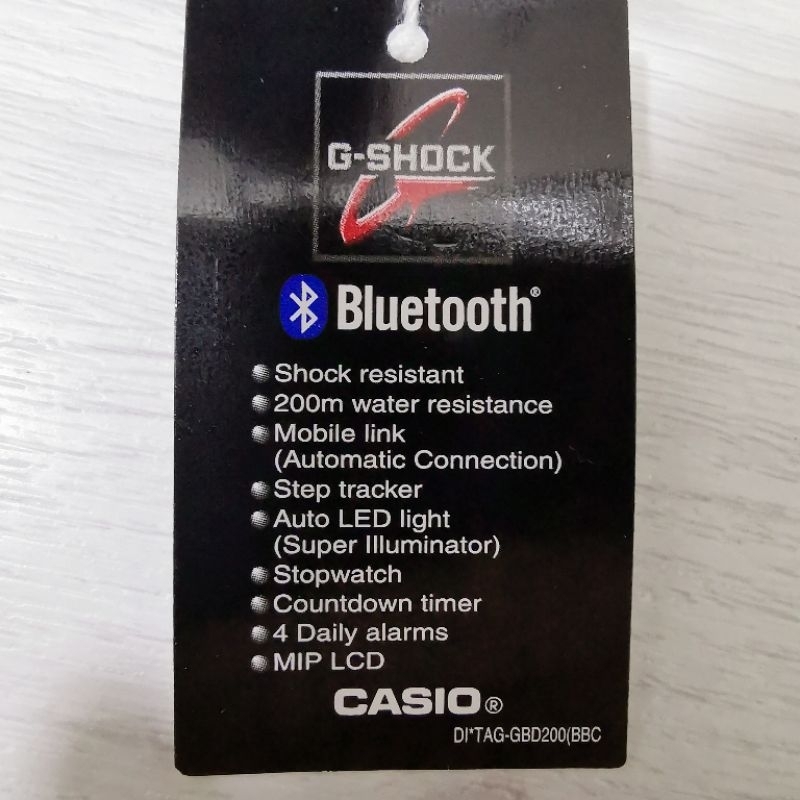 G-SHOCK
Bluetooth®
Shock resistant
200m water resistance
Mobile link
(Automatic Connection)
Step tracker
Auto LED light
(Super Illuminator)
Stopwatch
Countdown timer
4 Daily alarms
MIP LCD
CASIO®
DI*TAG-GBD200(BBC